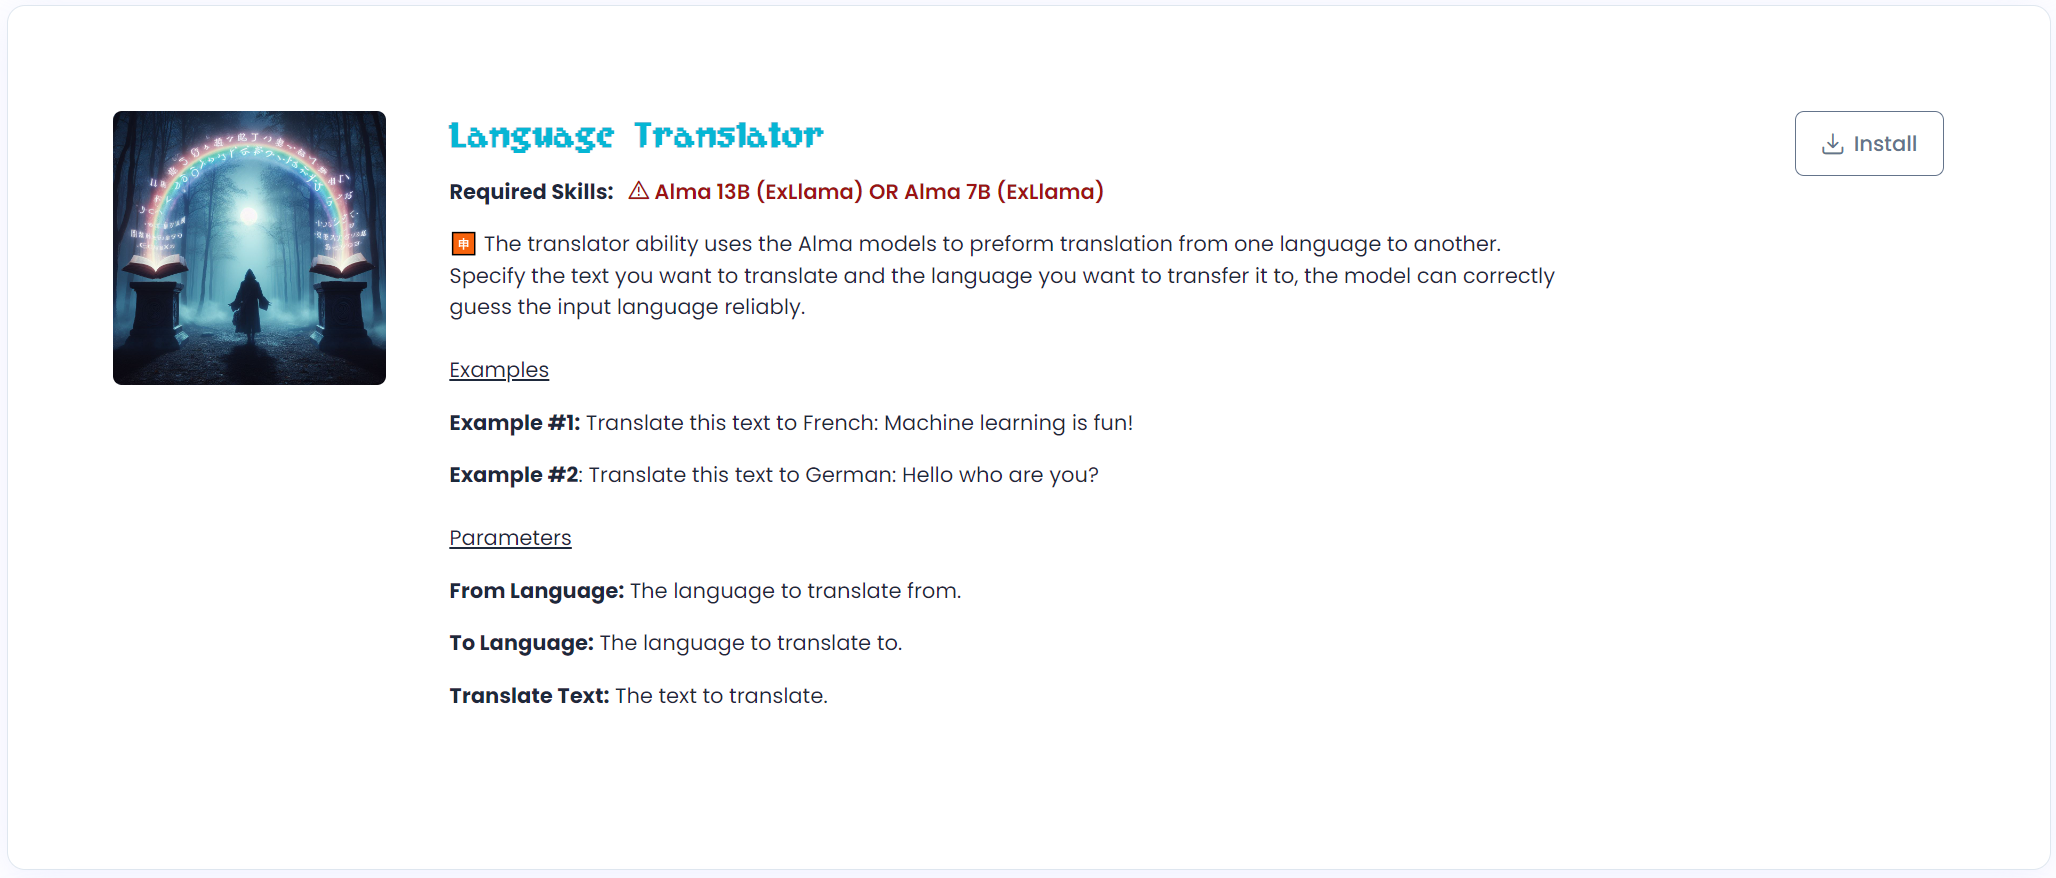 Language Translator
Install
Required Skills: ⚠ Alma 13B (ExLlama) OR Alma 7B (ExLlama)
🈸 The translator ability uses the Alma models to preform translation from one language to another.
Specify the text you want to translate and the language you want to transfer it to, the model can correctly
guess the input language reliably.
Examples
Example #1: Translate this text to French: Machine learning is fun!
Example #2: Translate this text to German: Hello who are you?
Parameters
From Language: The language to translate from.
To Language: The language to translate to.
Translate Text: The text to translate.